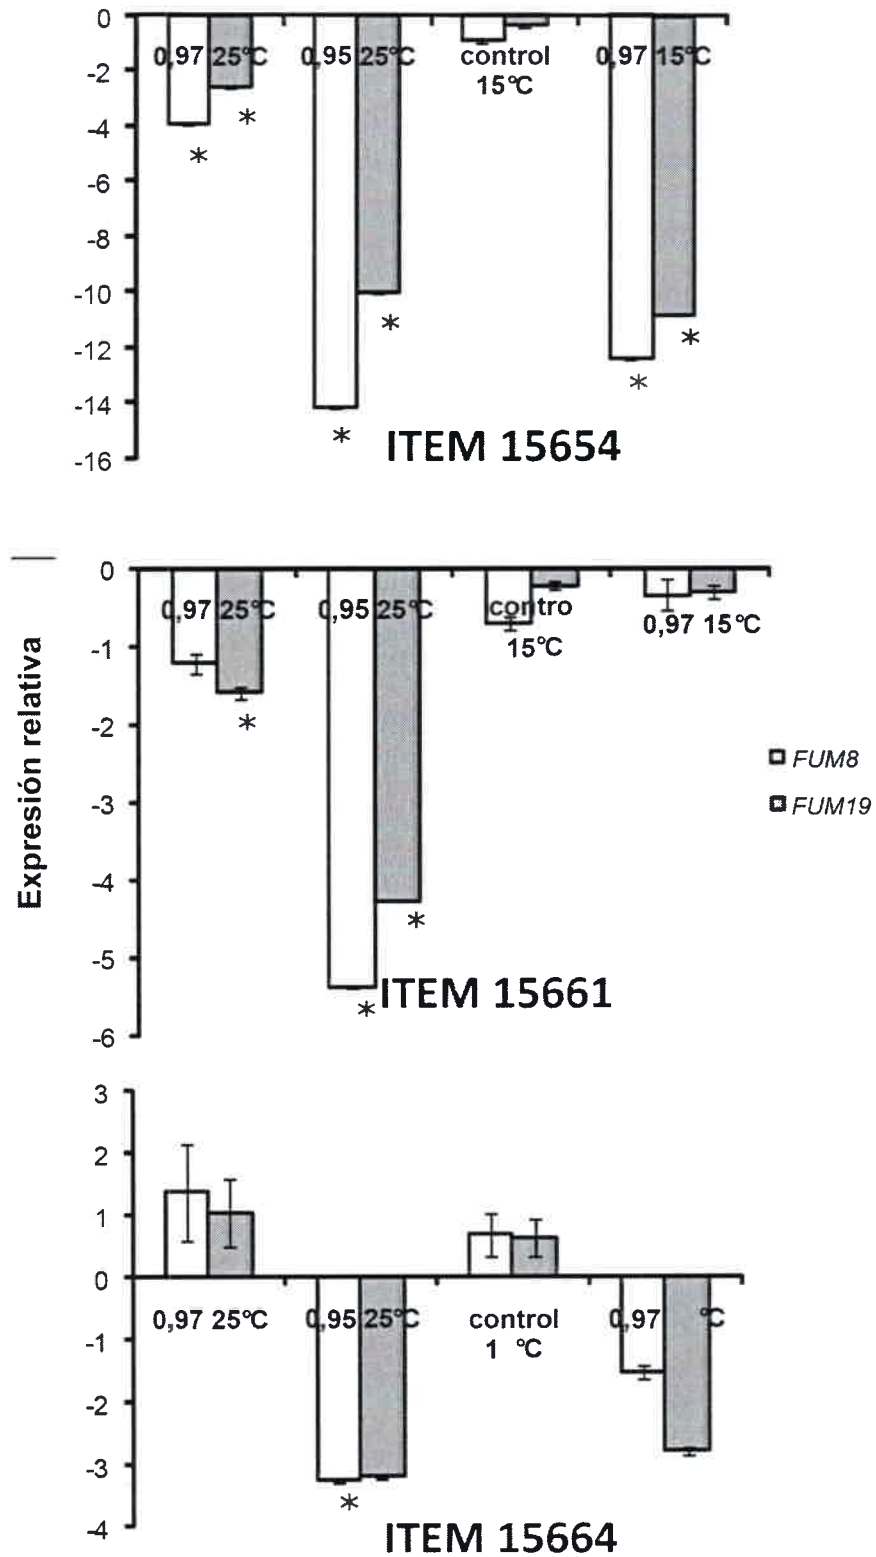 0
0,97 25°C 0,95 25°C control 0,97 15°C
15°C
-2
-4
*
*
-6
-8
-10
*
-12
*
*
-14
*
ITEM 15654
-16
0
0,97 25°C 0,95 25°C contro
0,97 15°C
15°C
-1
*
-2
Expresión relativa
FUM8
FUM19
-3
-4
*
-5
*
ITEM 15661
-6
3
2
1
0
0,97 25°C 0,95 25°C control 0,97 °C
1 °C
-1
-2
-3
*
-4
ITEM 15664